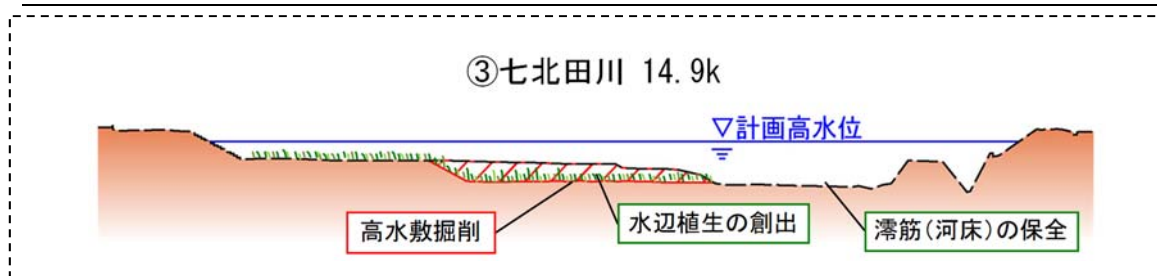 ③七北田川 14.9k
▽計画高水位
高水敷掘削
水辺植生の創出
澪筋(河床)の保全